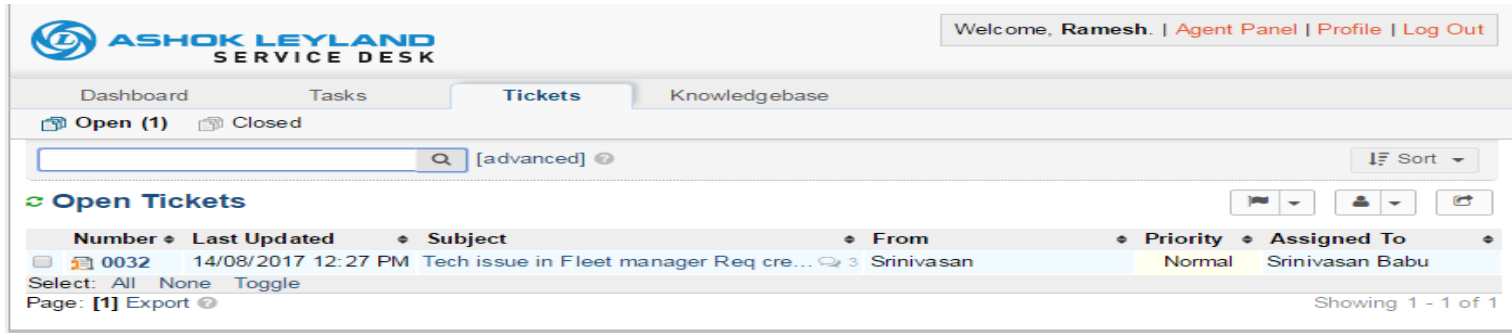 ASHOK LEYLAND
SERVICE DESK
Welcome, Ramesh. | Agent Panel | Profile | Log Out
Dashboard Tasks Tickets Knowledgebase
Open (1) Closed
[advanced] Sort
Open Tickets
Number Last Updated Subject From Priority Assigned To
0032 14/08/2017 12:27 PM Tech issue in Fleet manager Req cre... 3 Srinivasan Normal Srinivasan Babu
Select: All None Toggle
Page: [1] Export Showing 1 - 1 of 1